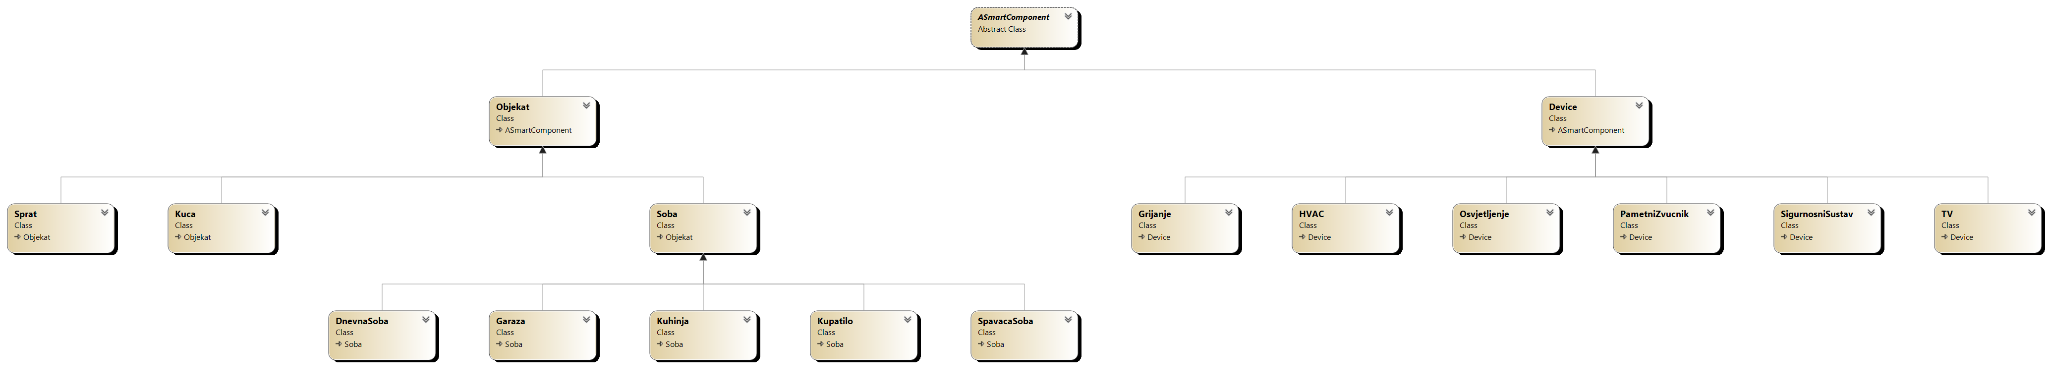 ASmartComponent
Abstract Class
Objekat
Class
ASmartComponent
Device
Class
ASmartComponent
Sprat
Class
Objekat
Kuca
Class
Objekat
Soba
Class
Objekat
Grijanje
Class
Device
HVAC
Class
Device
Osvjetljenje
Class
Device
PametniZvucnik
Class
Device
SigurnosniSustav
Class
Device
TV
Class
Device
DnevnaSoba
Class
Soba
Garaza
Class
Soba
Kuhinja
Class
Soba
Kupatilo
Class
Soba
SpavacaSoba
Class
Soba